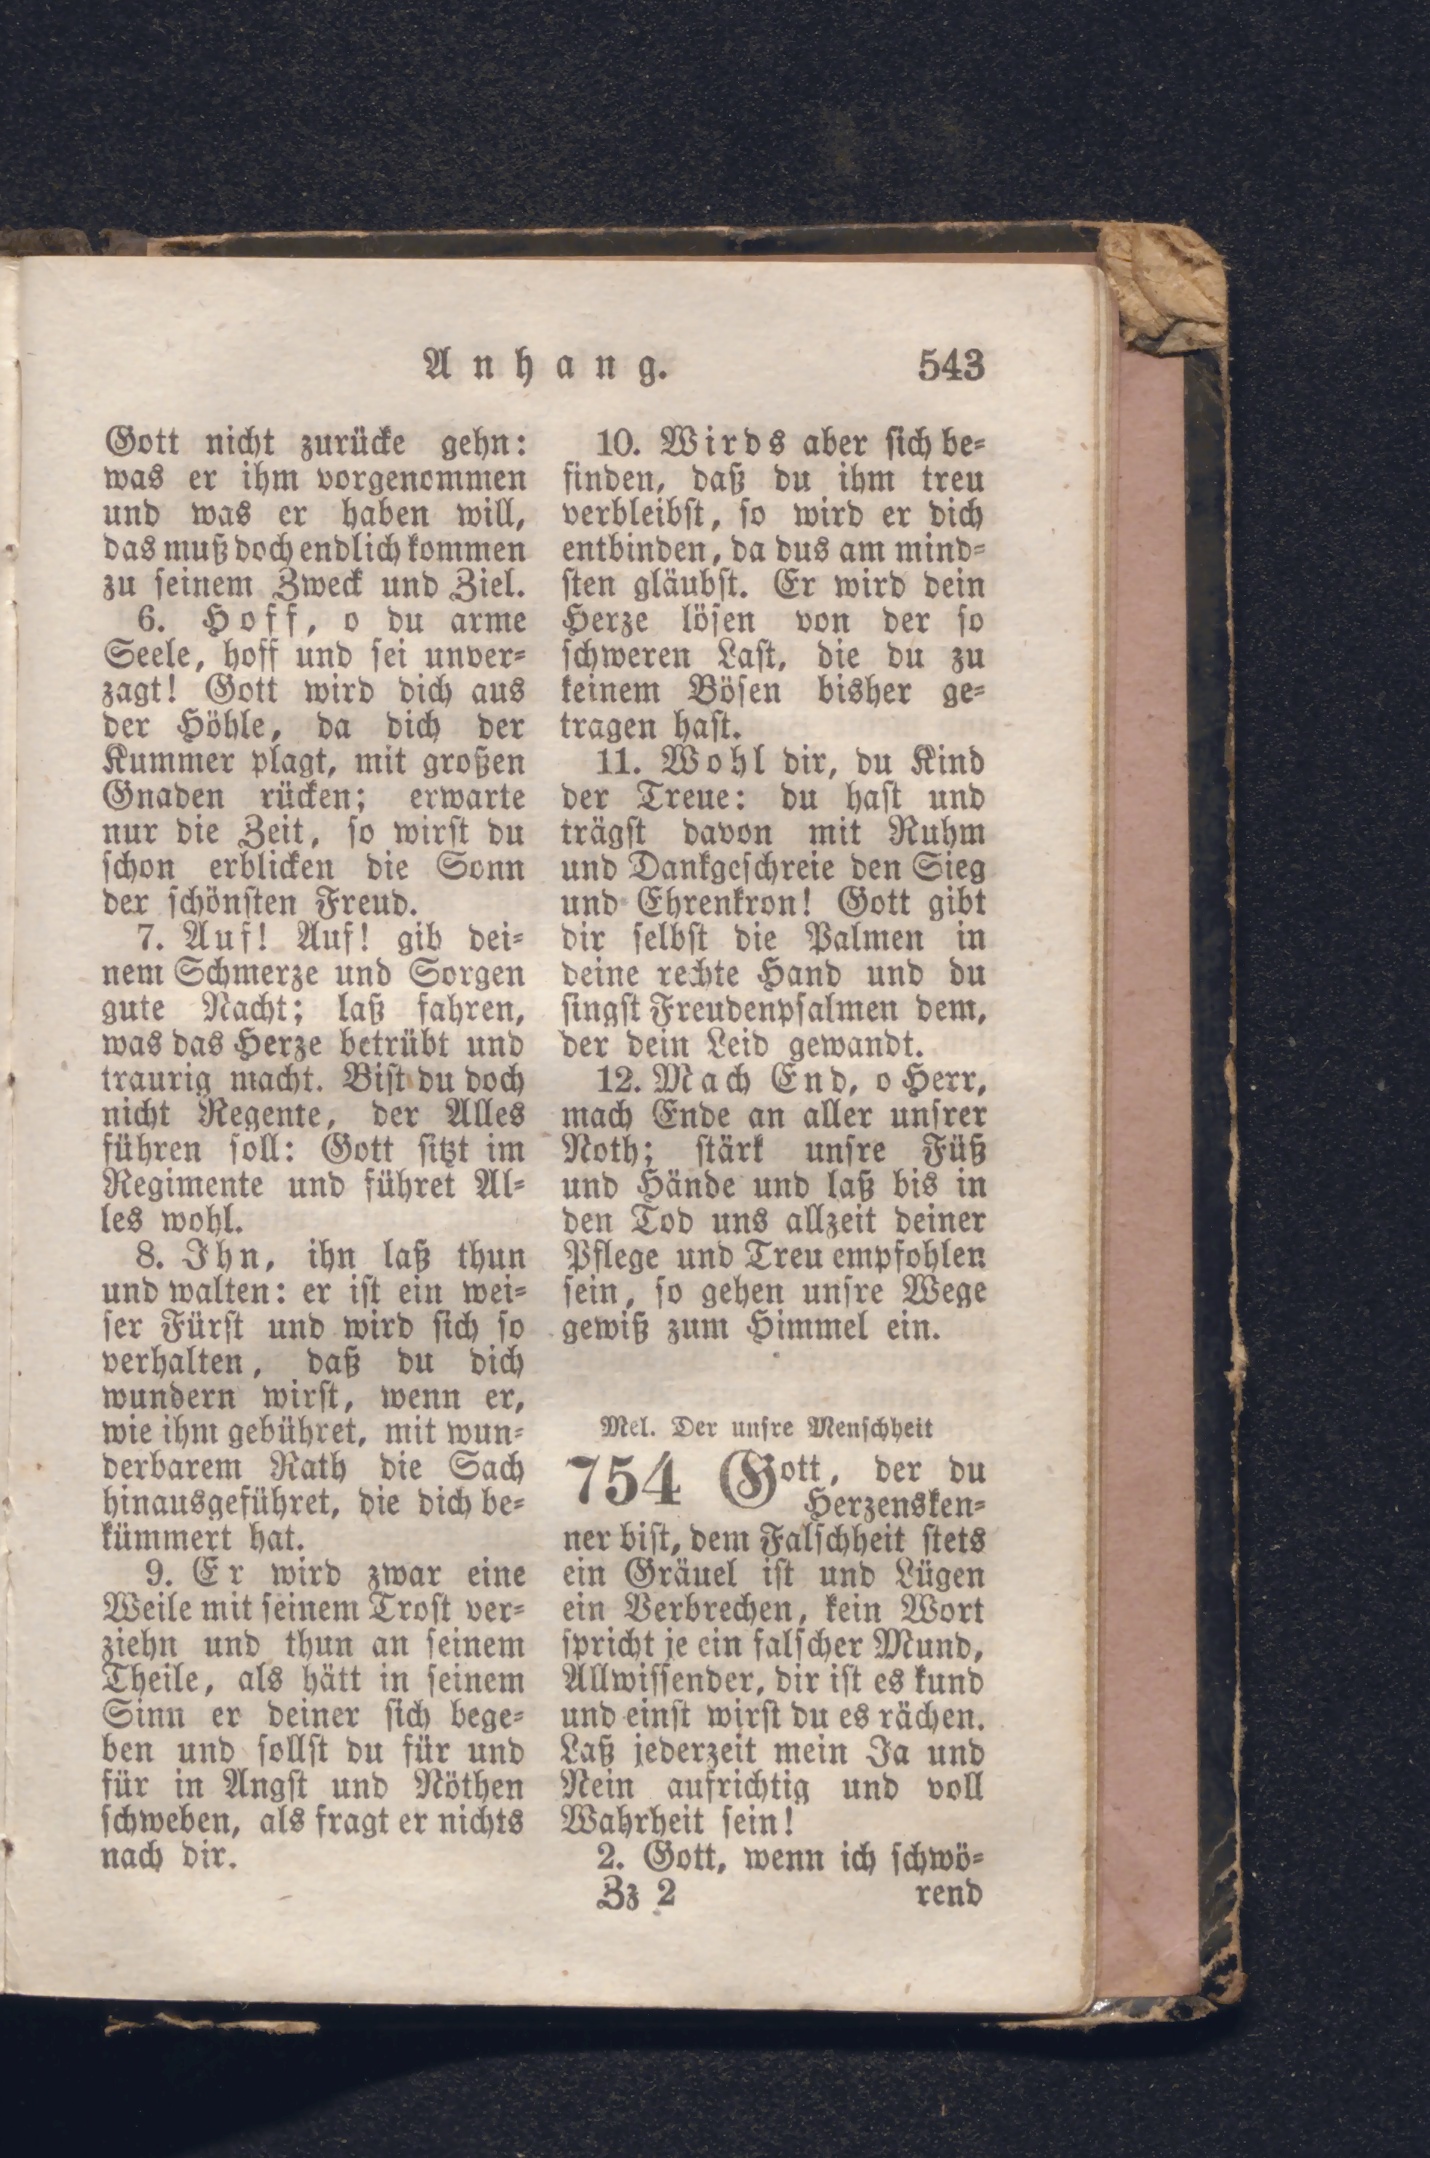 Anhang. 543
Gott nicht zurücke gehn:
was er ihm vorgenommen
und was er haben will,
das muß doch endlich kommen
zu seinem Zweck und Ziel.
6. Hoff, o du arme
Seele, hoff und sei unver-
zagt! Gott wird dich aus
der Höhle, da dich der
Kummer plagt, mit großen
Gnaden rücken; erwarte
nur die Zeit, so wirst du
schon erblicken die Sonn
der schönsten Freud.
7. Auf! Auf! gib dei-
nem Schmerze und Sorgen
gute Nacht; laß fahren,
was das Herze betrübt und
traurig macht. Bist du doch
nicht Regente, der Alles
führen soll: Gott sitzt im
Regimente und führet Al-
les wohl.
8. Ihn, ihn laß thun
und walten: er ist ein wei-
ser Fürst und wird sich so
verhalten, daß du dich
wundern wirst, wenn er,
wie ihm gebühret, mit wun-
derbarem Rath die Sach
hinausgeführet, die dich be-
kümmert hat.
9. Er wird zwar eine
Weile mit seinem Trost ver-
ziehn und thun an seinem
Theile, als hätt in seinem
Sinn er deiner sich bege-
ben und sollst du für und
für in Angst und Nöthen
schweben, als fragt er nichts
nach dir.
10. Wirds aber sich be-
finden, daß du ihm treu
verbleibst, so wird er dich
entbinden, da dus am mind-
sten gläubst. Er wird dein
Herze lösen von der so
schweren Last, die du zu
keinem Bösen bisher ge-
tragen hast.
11. Wohl dir, du Kind
der Treue: du hast und
trägst davon mit Ruhm
und Dankgeschreie den Sieg
und Ehrenkron! Gott gibt
dir selbst die Palmen in
deine rechte Hand und du
singst Freudenpsalmen dem,
der dein Leid gewandt.
12. Mach End, o Herr,
mach Ende an aller unsrer
Noth; stärk unsre Füß
und Hände und laß bis in
den Tod uns allzeit deiner
Pflege und Treu empfohlen
sein, so gehen unsre Wege
gewiß zum Himmel ein.
Mel. Der unsre Menschheit
754 Gott, der du
Herzensken-
ner bist, dem Falschheit stets
ein Gräuel ist und Lügen
ein Verbrechen, kein Wort
spricht je ein falscher Mund,
Allwissender, dir ist es kund
und einst wirst du es rächen.
Laß jederzeit mein Ja und
Nein aufrichtig und voll
Wahrheit sein!
2. Gott, wenn ich schwö-
Zz 2 rend